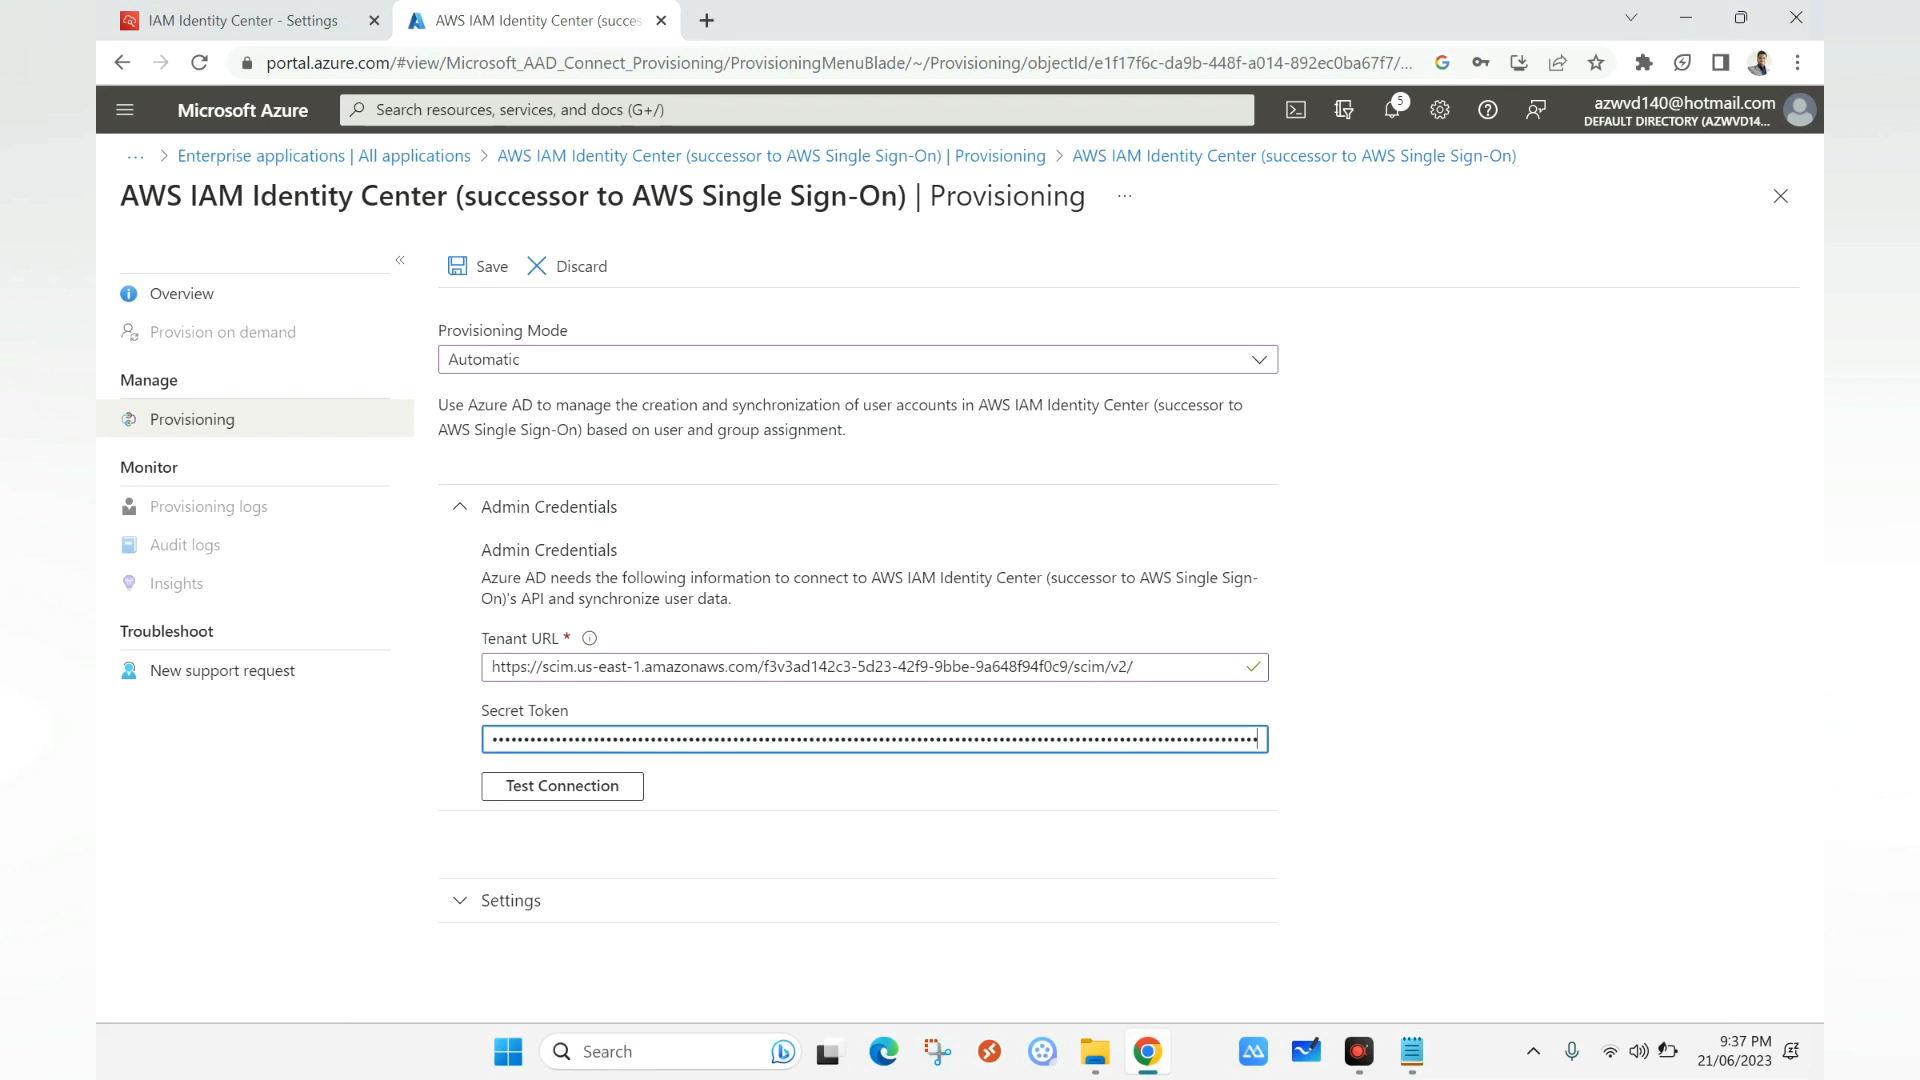 IAM Identity Center - Settings
AWS IAM Identity Center (succes
portal.azure.com/#view/Microsoft_AAD_Connect_Provisioning/ProvisioningMenuBlade/~/Provisioning/objectId/e1f17f6c-da9b-448f-a014-892ec0ba67f7/...
Microsoft Azure
Search resources, services, and docs (G+/)
5
azwvd140@hotmail.com
DEFAULT DIRECTORY (AZWVD14...
... > Enterprise applications | All applications > AWS IAM Identity Center (successor to AWS Single Sign-On) | Provisioning > AWS IAM Identity Center (successor to AWS Single Sign-On)
AWS IAM Identity Center (successor to AWS Single Sign-On) | Provisioning ...
Save
Discard
Overview
Provision on demand
Manage
Provisioning
Monitor
Provisioning logs
Audit logs
Insights
Troubleshoot
New support request
Provisioning Mode
Automatic
Use Azure AD to manage the creation and synchronization of user accounts in AWS IAM Identity Center (successor to
AWS Single Sign-On) based on user and group assignment.
Admin Credentials
Admin Credentials
Azure AD needs the following information to connect to AWS IAM Identity Center (successor to AWS Single Sign-
On)'s API and synchronize user data.
Tenant URL *
https://scim.us-east-1.amazonaws.com/f3v3ad142c3-5d23-42f9-9bbe-9a648f94f0c9/scim/v2/
Secret Token
Test Connection
Settings
Search
9:37 PM
21/06/2023